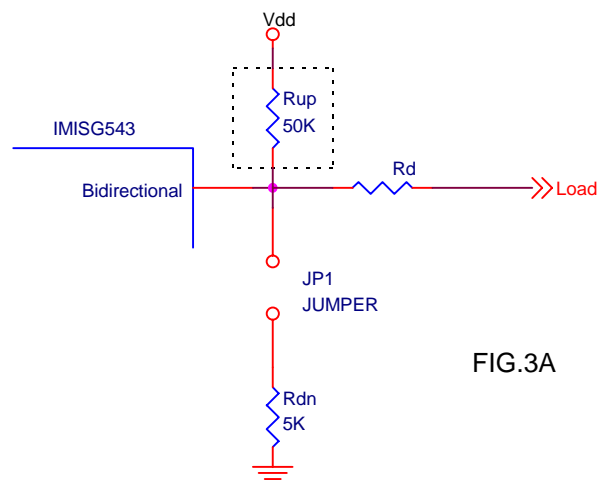 Vdd
Rup
50K
IMISG543
Bidirectional
Rd
Load
JP1
JUMPER
FIG.3A
Rdn
5K